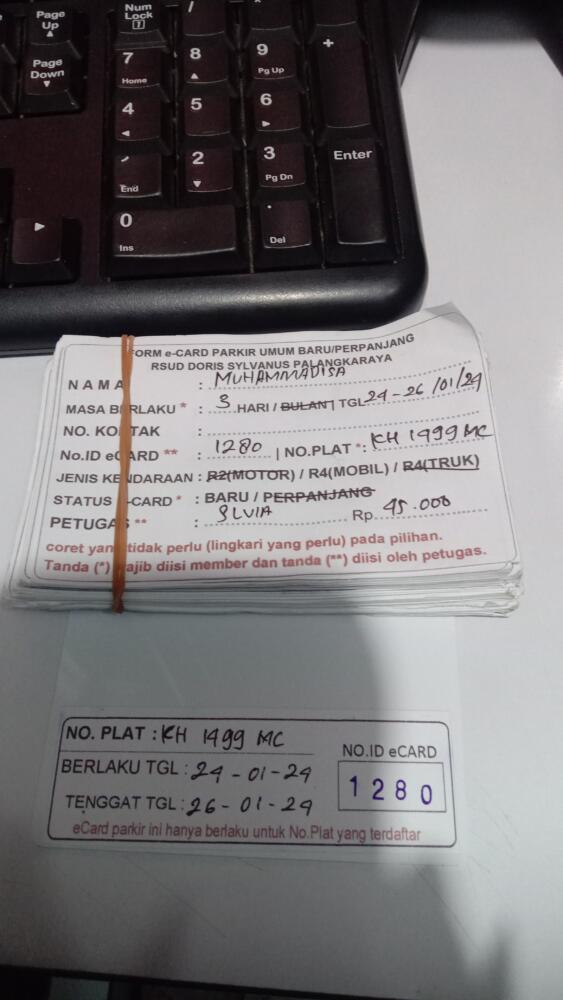 Page Up
Num Lock
/
Page Down
7 Home
8
9 Pg Up
+
4
5
6
End
2
3 Pg Dn
Enter
0 Ins
. Del
FORM e-CARD PARKIR UMUM BARU/PERPANJANG
RSUD DORIS SYLVANUS PALANGKARAYA
NAMA : MUHAMMADISA
MASA BERLAKU * : 3 HARI / BULAN | TGL 24 - 26 /01/24
NO. KONTAK :
No.ID eCARD ** : 1280 | NO.PLAT *: KH 1499 MC
JENIS KENDARAAN : R2(MOTOR) / R4(MOBIL) / R4(TRUK)
STATUS -CARD * : BARU / PERPANJANG
PETUGAS ** : SLVIA Rp. 45.000
coret yang tidak perlu (lingkari yang perlu) pada pilihan.
Tanda (*) wajib diisi member dan tanda (**) diisi oleh petugas.
NO. PLAT : KH 1499 MC
NO.ID eCARD
BERLAKU TGL : 24 - 01 - 24
1280
TENGGAT TGL : 26 - 01 - 24
eCard parkir ini hanya berlaku untuk No.Plat yang terdaftar